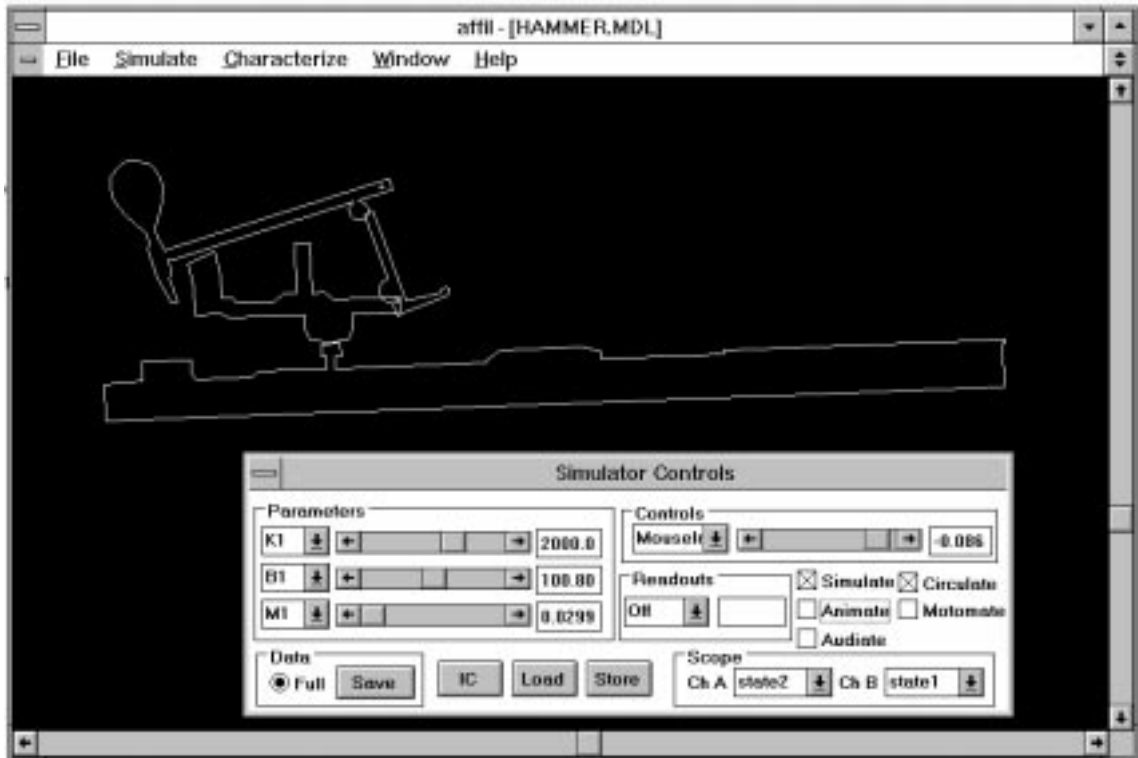 affil - [HAMMER.MDL]
File Simulate Characterize Window Help
Simulator Controls
Parameters
K1 2000.0
B1 100.80
M1 0.0299
Controls
MouseIn -0.086
Readouts
Off
Simulate Circulate
Animate Motomate
Audiate
Data
Full Save
IC Load Store
Scope
Ch A state2 Ch B state1